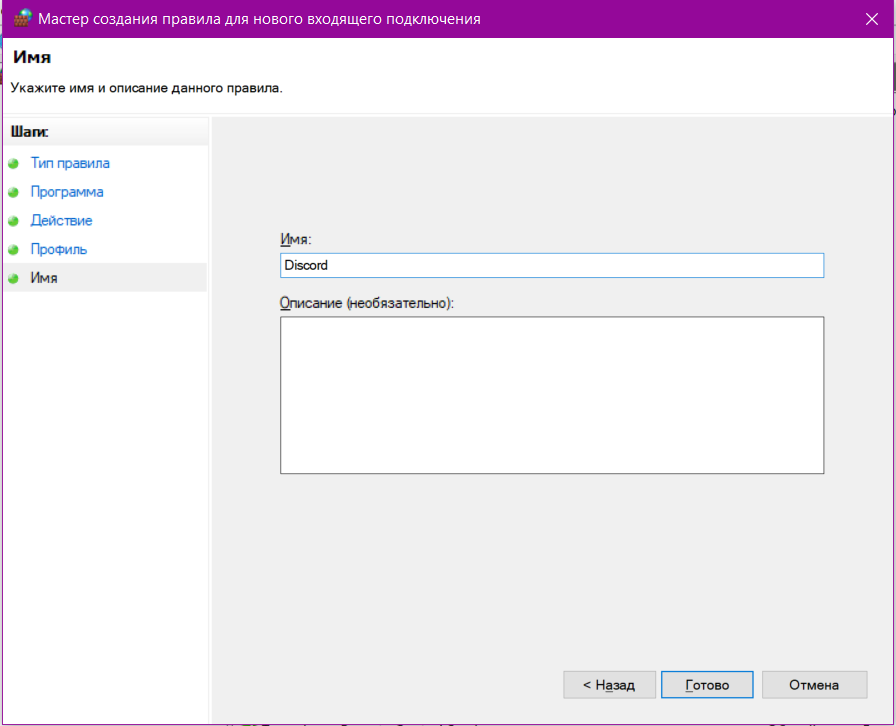 Мастер создания правила для нового входящего подключения
Имя
Укажите имя и описание данного правила.
Шаги:
Тип правила
Программа
Действие
Профиль
Имя
Имя:
Discord
Описание (необязательно):
< Назад
Готово
Отмена